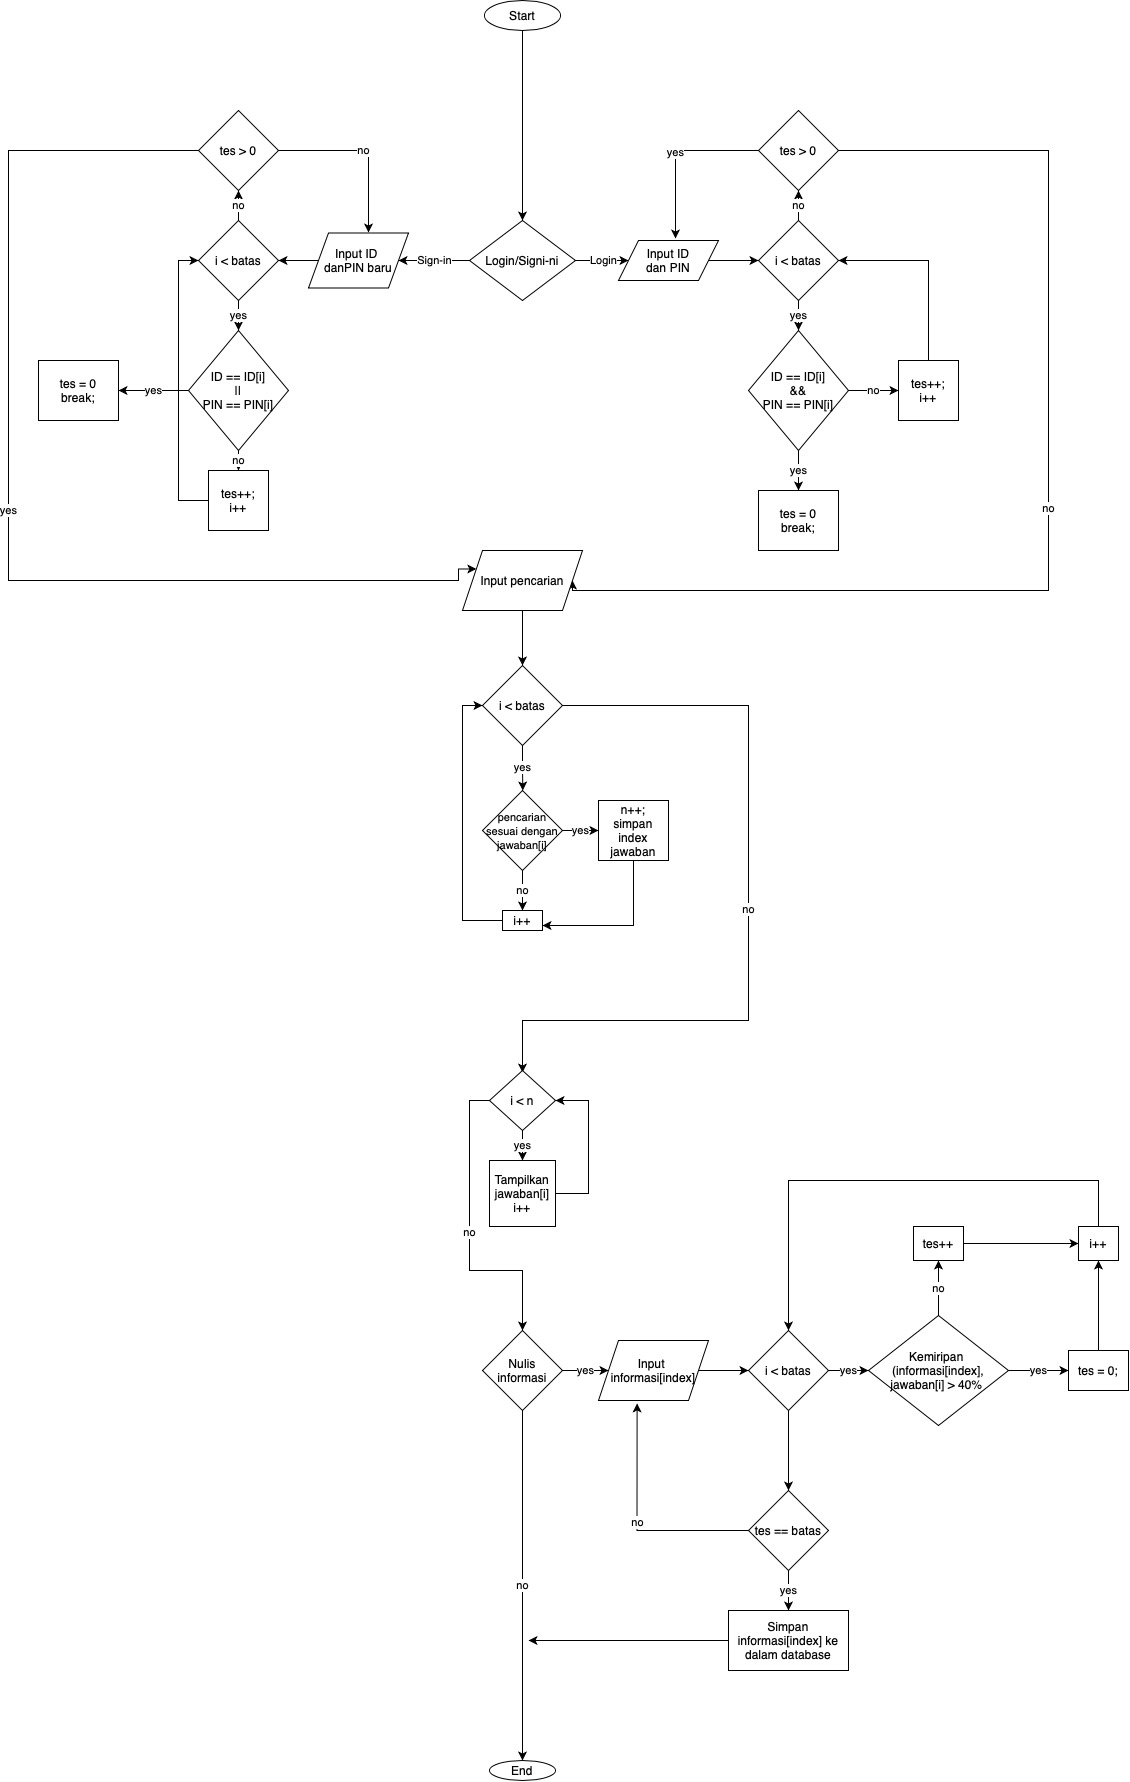 Start
tes > 0
no
yes
tes > 0
no
no
i < batas
Input ID
danPIN baru
Sign-in
Login/Signi-ni
Login
Input ID
dan PIN
i < batas
yes
yes
ID == ID[i]
||
PIN == PIN[i]
yes
tes = 0
break;
ID == ID[i]
&&
PIN == PIN[i]
no
tes++;
i++
no
tes++;
i++
yes
tes = 0
break;
yes
no
Input pencarian
i < batas
yes
pencarian
sesuai dengan
jawaban[i]
yes
n++;
simpan
index
jawaban
no
i++
no
i < n
yes
Tampilkan
jawaban[i]
i++
no
tes++
i++
no
Nulis
informasi
yes
Input
informasi[index]
i < batas
yes
Kemiripan
(informasi[index],
jawaban[i] > 40%
yes
tes = 0;
no
tes == batas
no
yes
Simpan
informasi[index] ke
dalam database
End